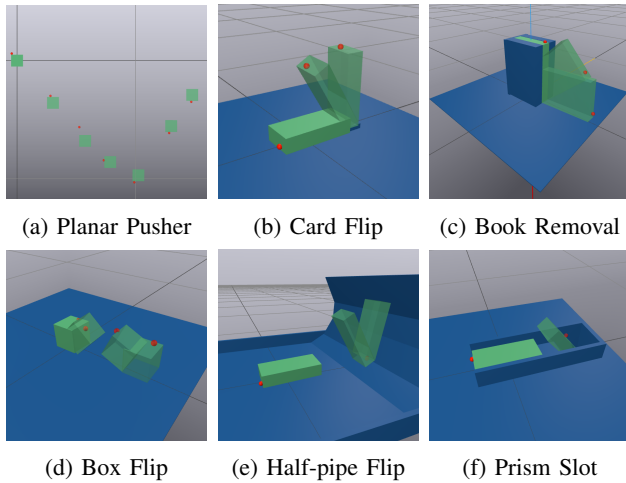 (a) Planar Pusher
(b) Card Flip
(c) Book Removal
(d) Box Flip
(e) Half-pipe Flip
(f) Prism Slot